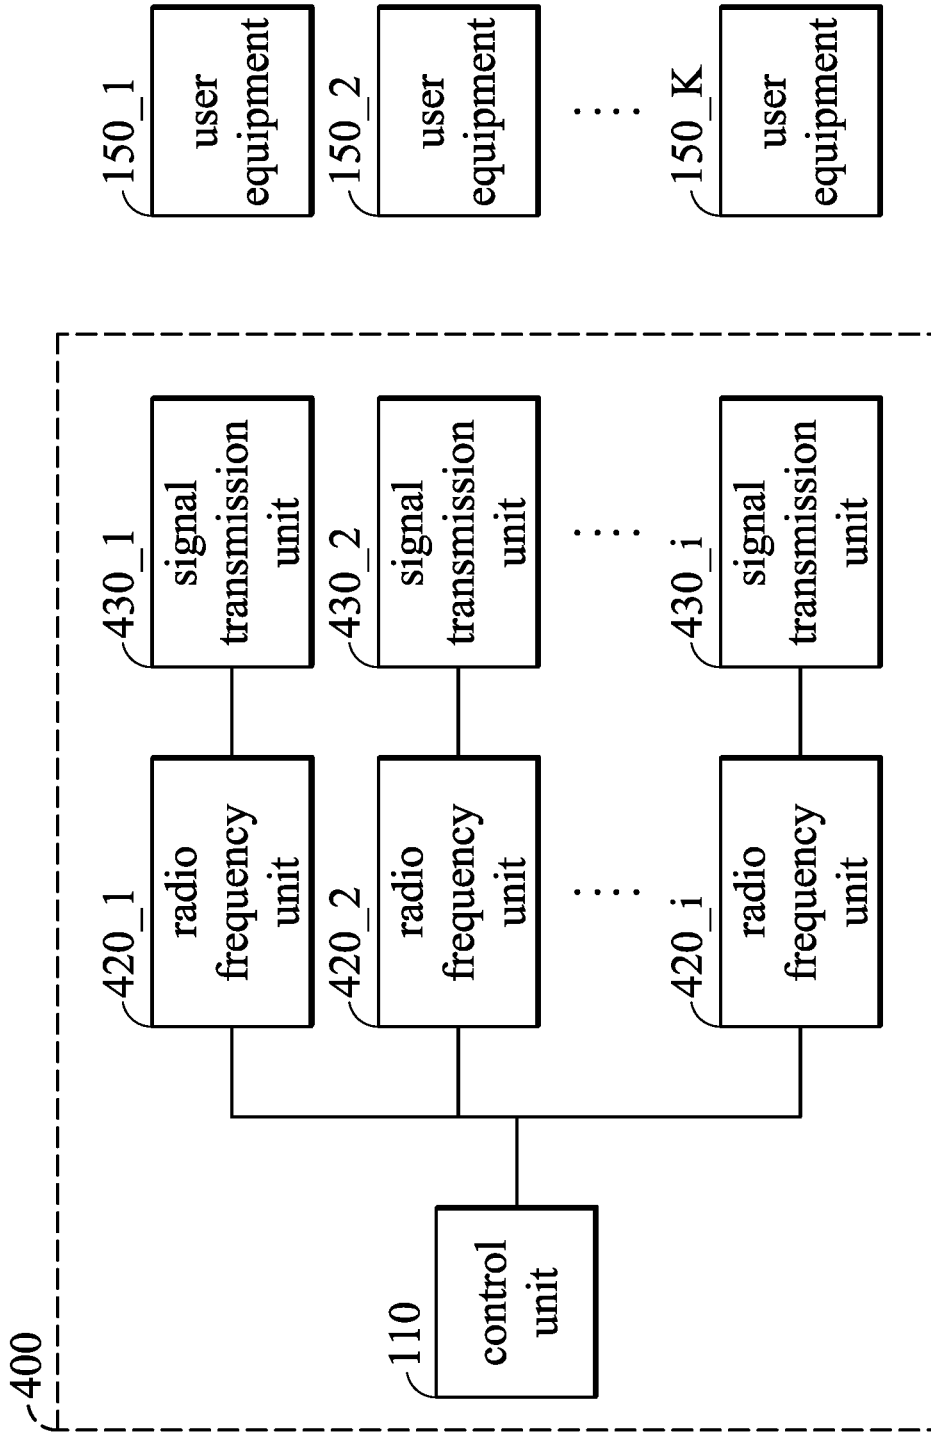 400
110
control
unit
420_1
radio
frequency
unit
430_1
signal
transmission
unit
150_1
user
equipment
420_2
radio
frequency
unit
430_2
signal
transmission
unit
150_2
user
equipment
....
....
....
420_i
radio
frequency
unit
430_i
signal
transmission
unit
150_K
user
equipment